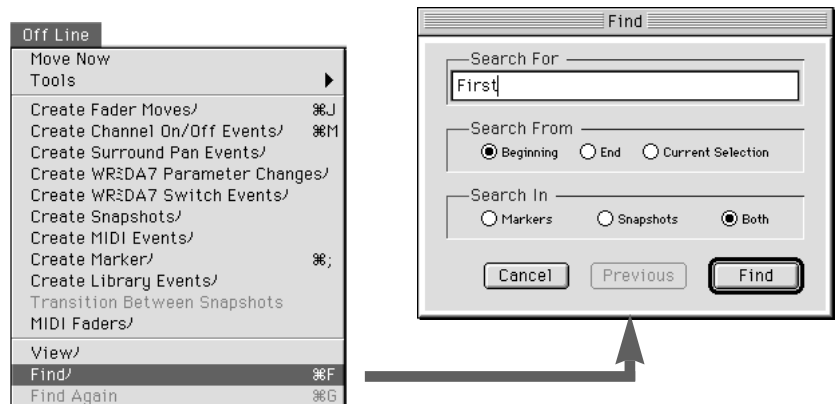 Off Line
Move Now
Tools
Create Fader Moves/ ⌘J
Create Channel On/Off Events/ ⌘M
Create Surround Pan Events/
Create WR⌇DA7 Parameter Changes/
Create WR⌇DA7 Switch Events/
Create Snapshots/
Create MIDI Events/
Create Marker/ ⌘;
Create Library Events/
Transition Between Snapshots
MIDI Faders/
View/
Find/ ⌘F
Find Again ⌘G
Find
Search For
First
Search From
Beginning End Current Selection
Search In
Markers Snapshots Both
Cancel Previous Find